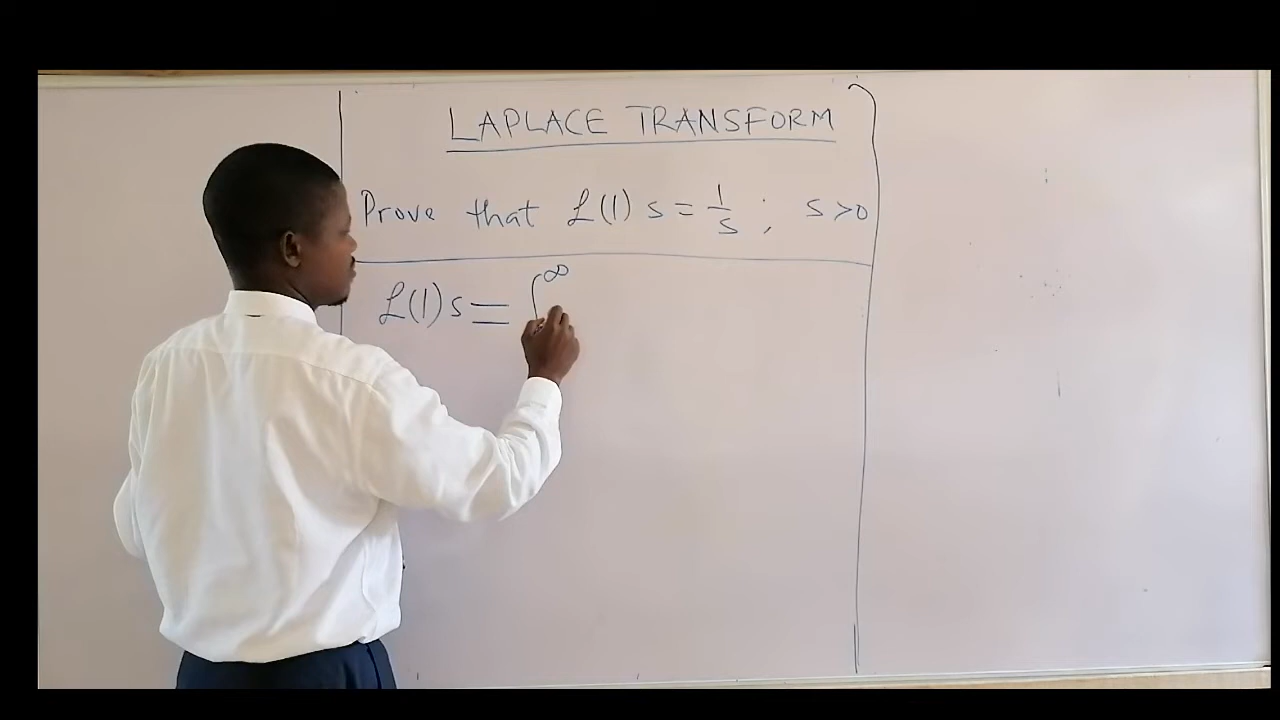 LAPLACE TRANSFORM
Prove that ℒ(1) s = 1/s ; s > 0
ℒ(1) s = ∫^∞